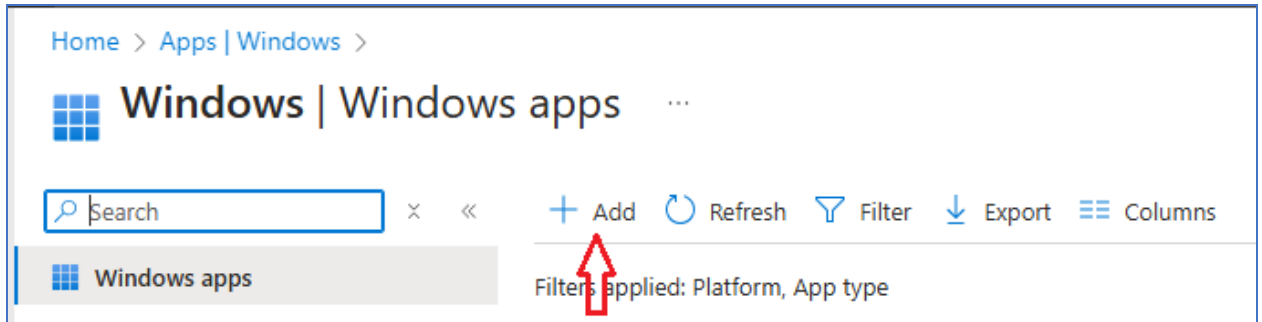 Home > Apps | Windows >
Windows | Windows apps ...
Search
Add Refresh Filter Export Columns
Windows apps
Filters applied: Platform, App type